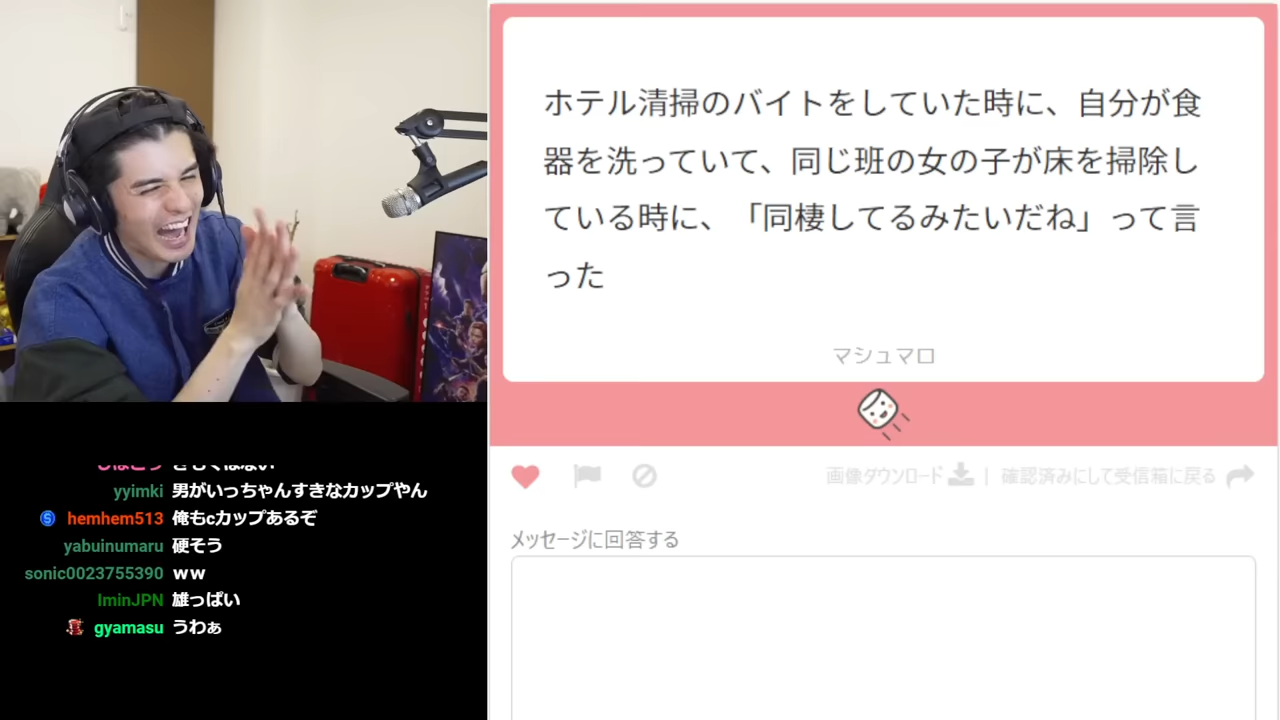 ホテル清掃のバイトをしていた時に、自分が食
器を洗っていて、同じ班の女の子が床を掃除し
ている時に、「同棲してるみたいだね」って言
った
マシュマロ
画像ダウンロード | 確認済みにして受信箱に戻る
メッセージに回答する
yyimki 男がいっちゃんすきなカップやん
hemhem513 俺もcカップあるぞ
yabuinumaru 硬そう
sonic0023755390 ww
IminJPN 雄っぱい
gyamasu うわぁ